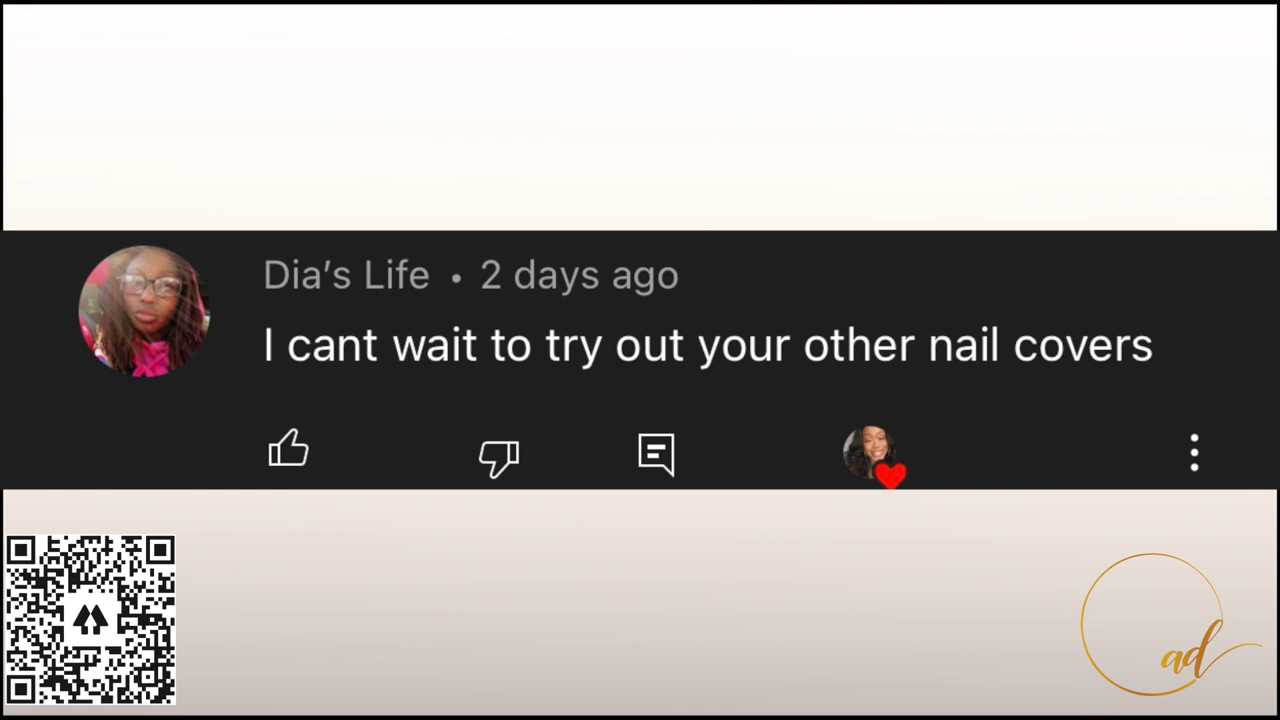 Dia’s Life • 2 days ago
I cant wait to try out your other nail covers
ad